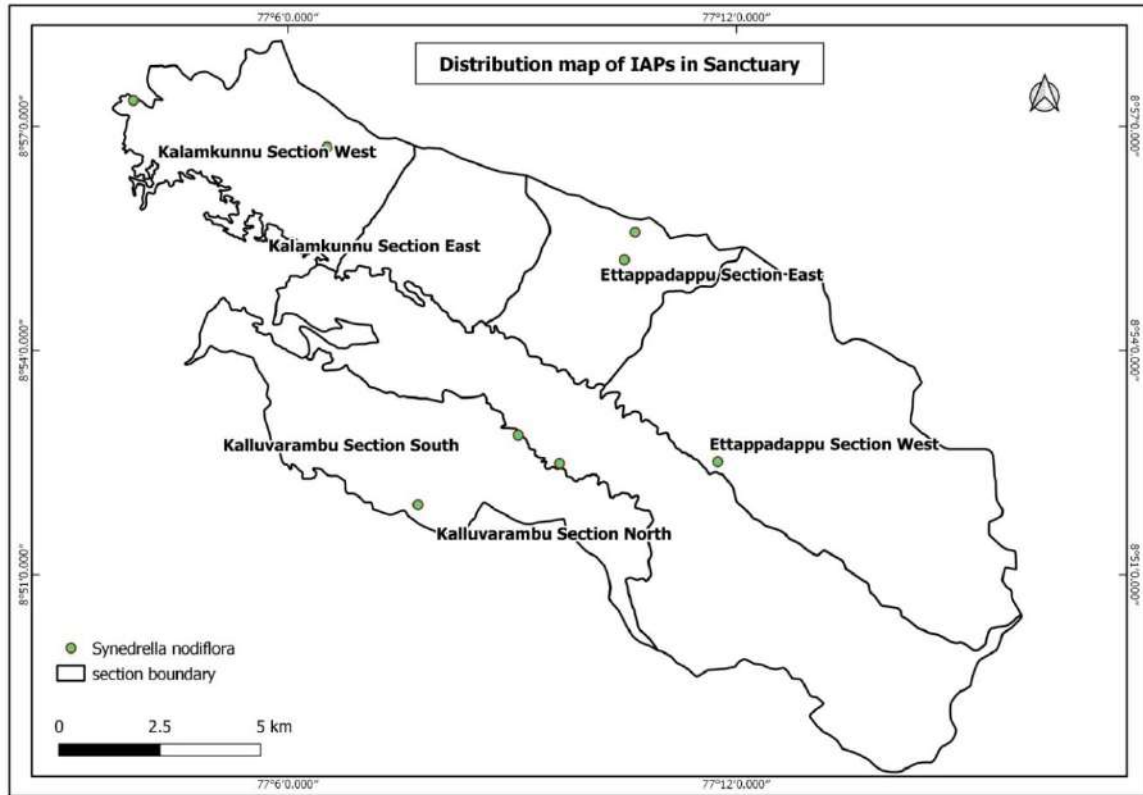 77°6'0.000"
77°12'0.000"
Distribution map of IAPs in Sanctuary
8°57'0.000"
8°57'0.000"
Kalamkunnu Section West
Kalamkunnu Section East
Ettappadappu Section East
8°54'0.000"
8°54'0.000"
Kalluvarambu Section South
Ettappadappu Section West
Kalluvarambu Section North
8°51'0.000"
8°51'0.000"
Synedrella nodiflora
section boundary
0 2.5 5 km
77°6'0.000"
77°12'0.000"